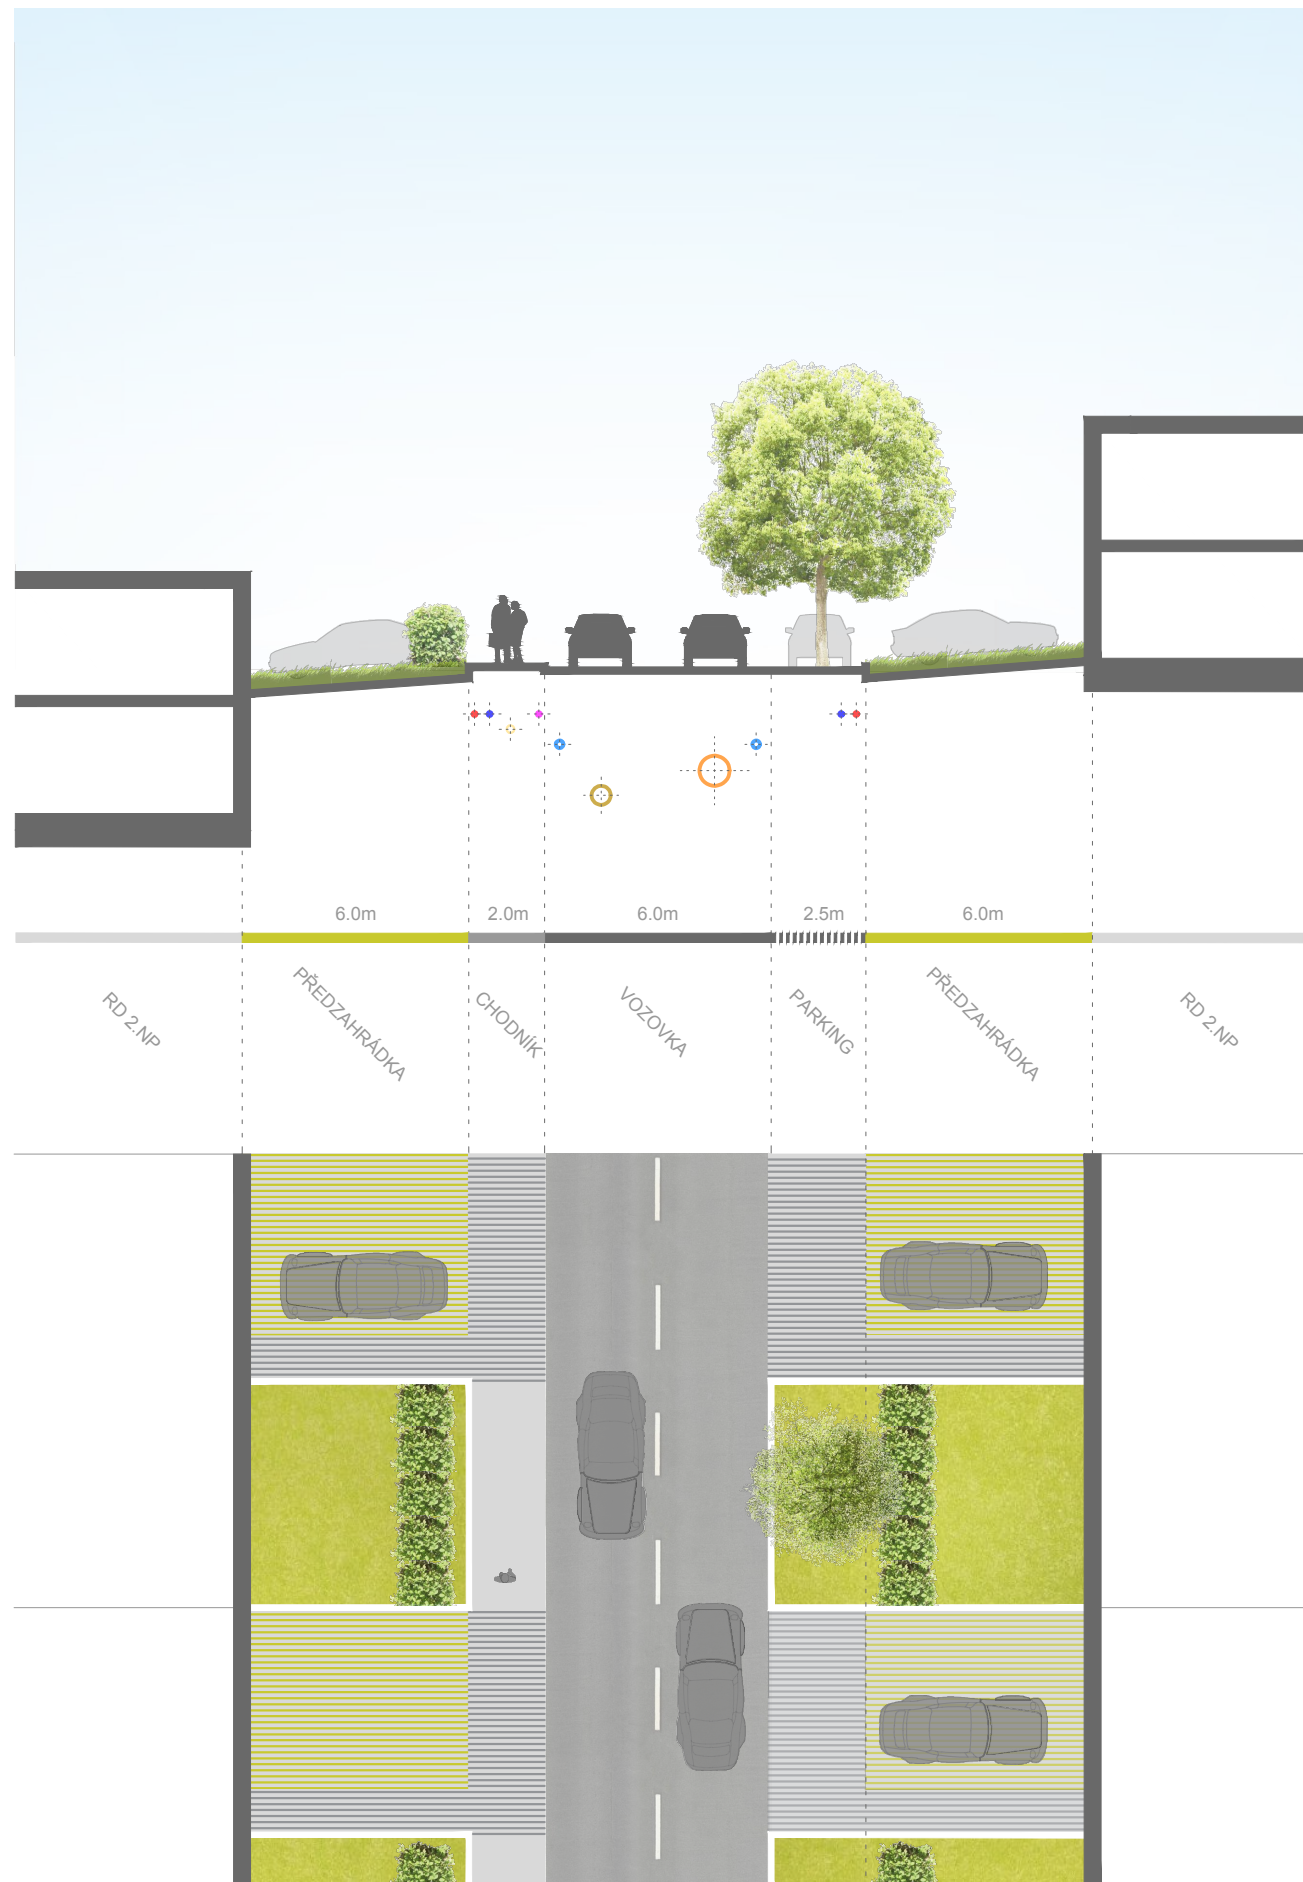 6.0m 2.0m 6.0m 2.5m 6.0m
RD 2.NP
PŘEDZAHRÁDKA
CHODNÍK
VOZOVKA
PARKING
PŘEDZAHRÁDKA
RD 2.NP